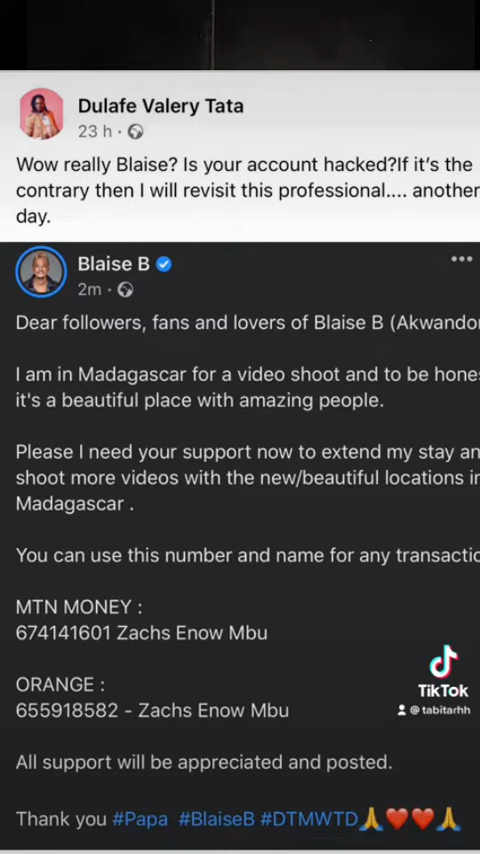 Dulafe Valery Tata
23 h ·
Wow really Blaise? Is your account hacked?If it's the
contrary then I will revisit this professional.... another
day.
Blaise B
2m ·
Dear followers, fans and lovers of Blaise B (Akwando
I am in Madagascar for a video shoot and to be hones
it's a beautiful place with amazing people.
Please I need your support now to extend my stay an
shoot more videos with the new/beautiful locations in
Madagascar .
You can use this number and name for any transactio
MTN MONEY :
674141601 Zachs Enow Mbu
ORANGE :
655918582 - Zachs Enow Mbu
TikTok
@tabitarhh
All support will be appreciated and posted.
Thank you #Papa #BlaiseB #DTMWTD🙏❤️❤️🙏